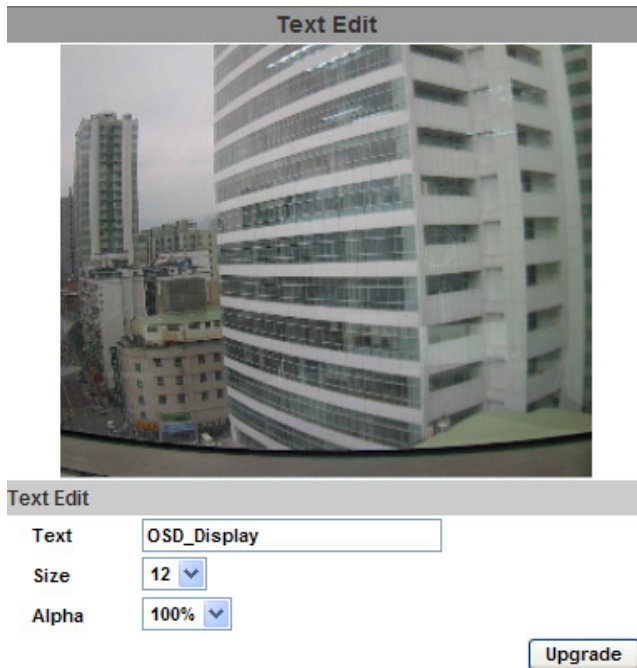 Text Edit
Text Edit
Text OSD_Display
Size 12
Alpha 100%
Upgrade